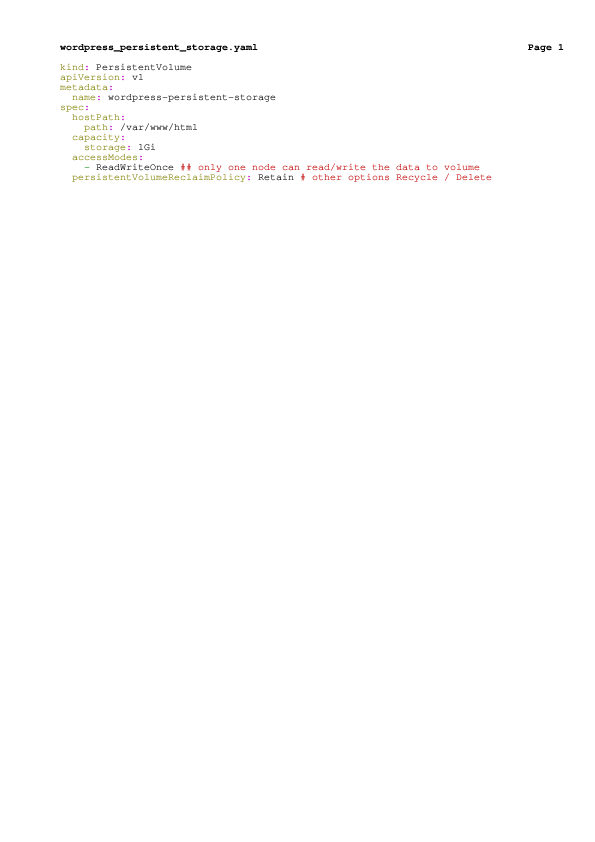 wordpress_persistent_storage.yaml Page 1
kind: PersistentVolume
apiVersion: v1
metadata:
  name: wordpress-persistent-storage
spec:
  hostPath:
    path: /var/www/html
  capacity:
    storage: 1Gi
  accessModes:
    - ReadWriteOnce ## only one node can read/write the data to volume
  persistentVolumeReclaimPolicy: Retain # other options Recycle / Delete